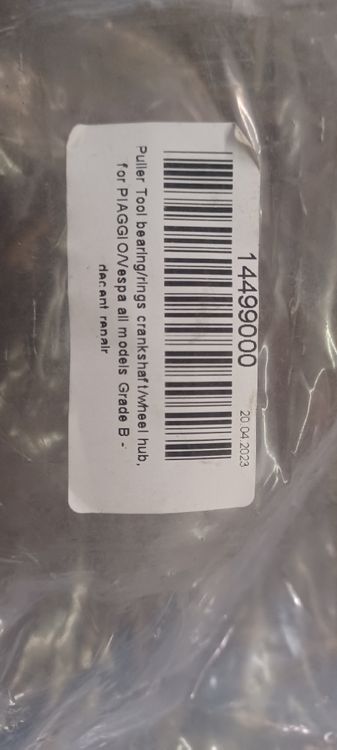 14499000
20.04.2023
Puller Tool bearing/rings crankshaft/wheel hub,
for PIAGGIO/Vespa all models Grade B -
decent repair